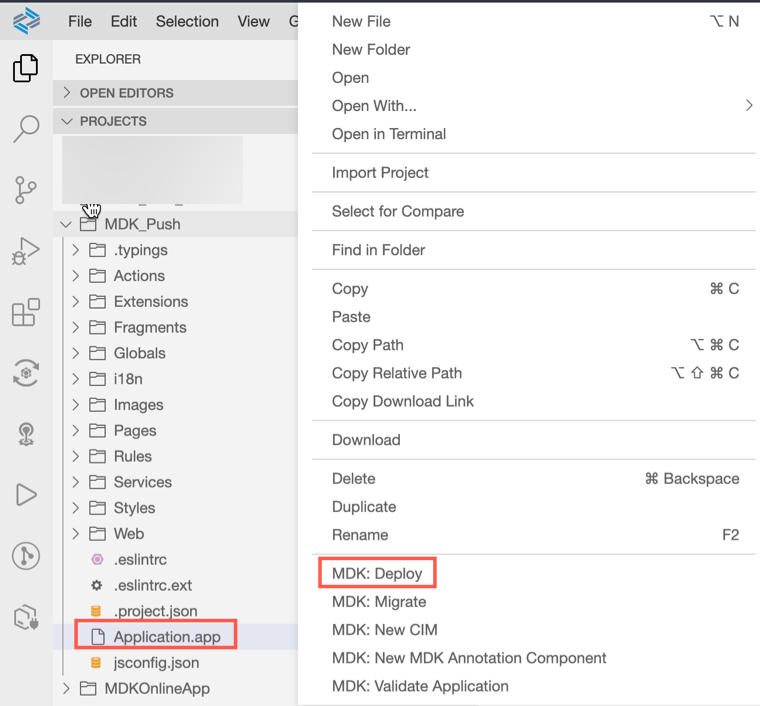 File Edit Selection View G
EXPLORER
OPEN EDITORS
PROJECTS
MDK_Push
.typings
Actions
Extensions
Fragments
Globals
i18n
Images
Pages
Rules
Services
Styles
Web
.eslintrc
.eslintrc.ext
.project.json
Application.app
jsconfig.json
MDKOnlineApp
New File ⌥ N
New Folder
Open
Open With...
Open in Terminal
Import Project
Select for Compare
Find in Folder
Copy ⌘ C
Paste
Copy Path ⌥ ⌘ C
Copy Relative Path ⌥ ⇧ ⌘ C
Copy Download Link
Download
Delete ⌘ Backspace
Duplicate
Rename F2
MDK: Deploy
MDK: Migrate
MDK: New CIM
MDK: New MDK Annotation Component
MDK: Validate Application